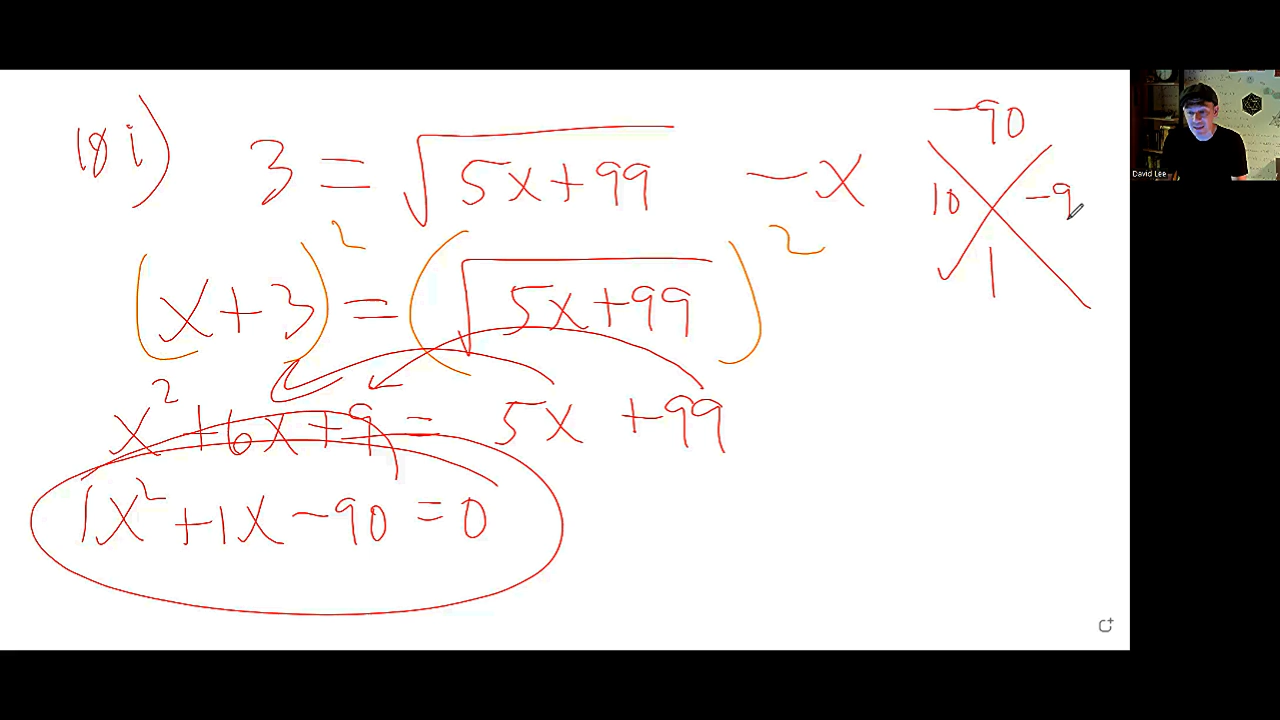 18i) 3 = √(5x+99) - x
(x+3)² = (√(5x+99))²
x² + 6x + 9 = 5x + 99
1x² + 1x - 90 = 0
-90
10 -9
1
David Lee